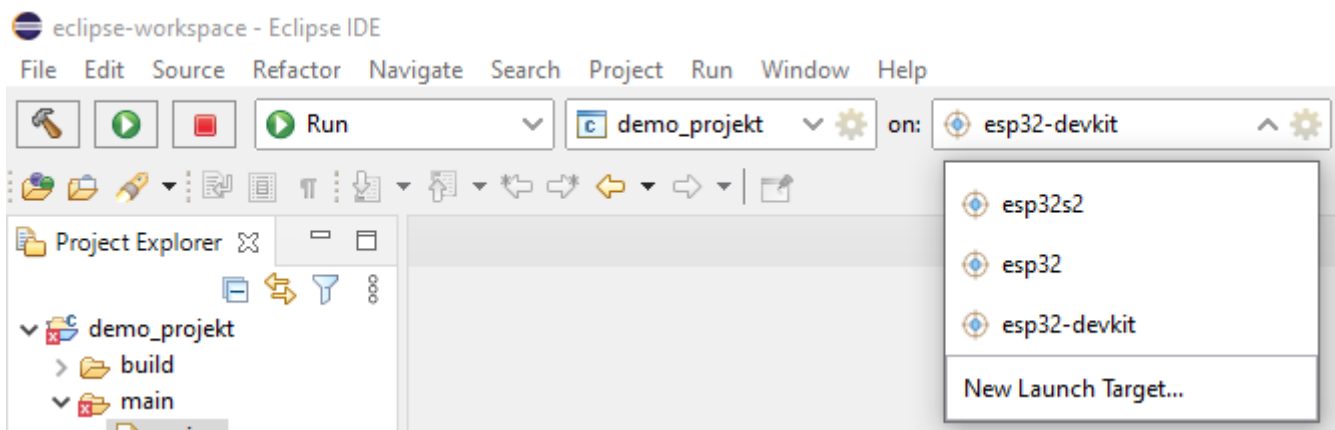 eclipse-workspace - Eclipse IDE
File Edit Source Refactor Navigate Search Project Run Window Help
Run demo_projekt on: esp32-devkit
esp32s2
esp32
esp32-devkit
New Launch Target...
Project Explorer
demo_projekt
build
main